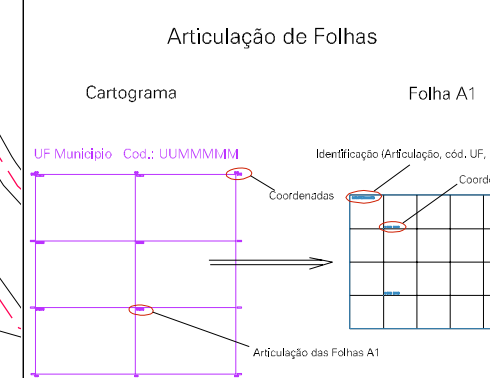 Articulação de Folhas
Cartograma
Folha A1
UF Municipio Cod.: UUMMMMM
Identificação (Articulação, cód. UF,
Coordenadas
Articulação das Folhas A1